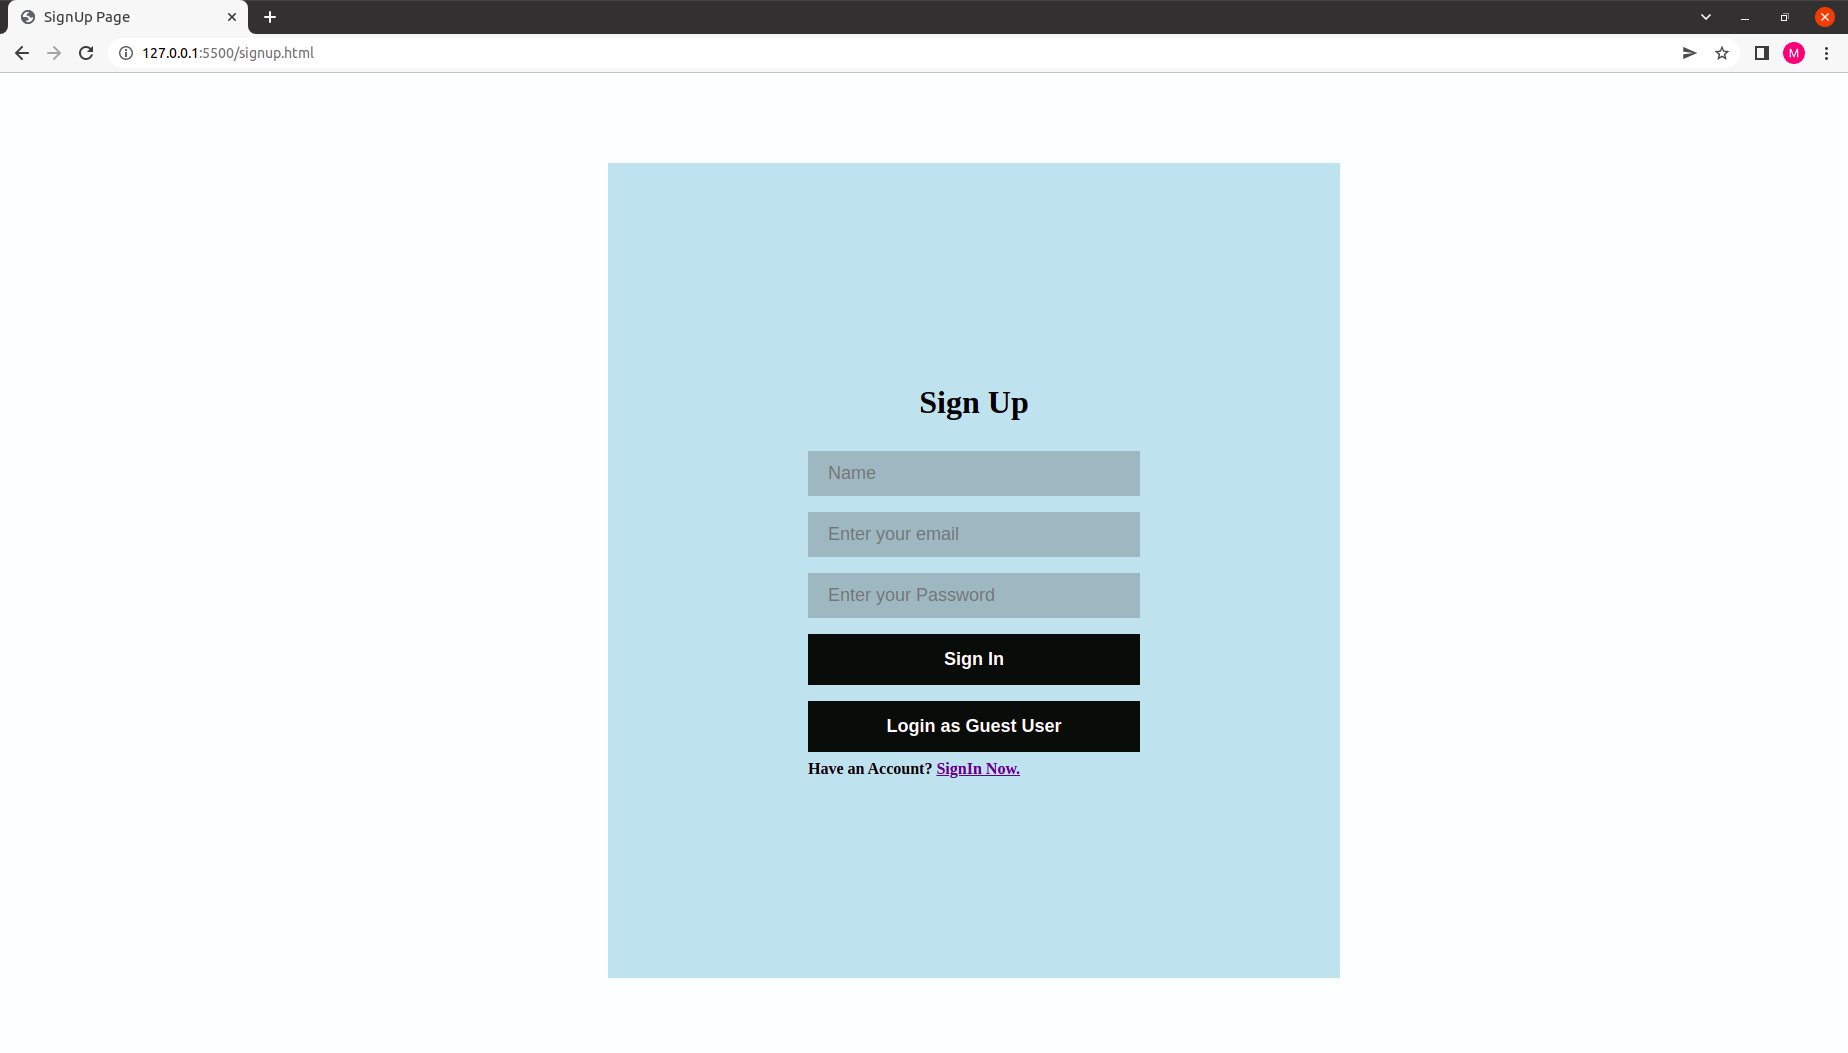 SignUp Page
127.0.0.1:5500/signup.html
M
Sign Up
Name
Enter your email
Enter your Password
Sign In
Login as Guest User
Have an Account? SignIn Now.